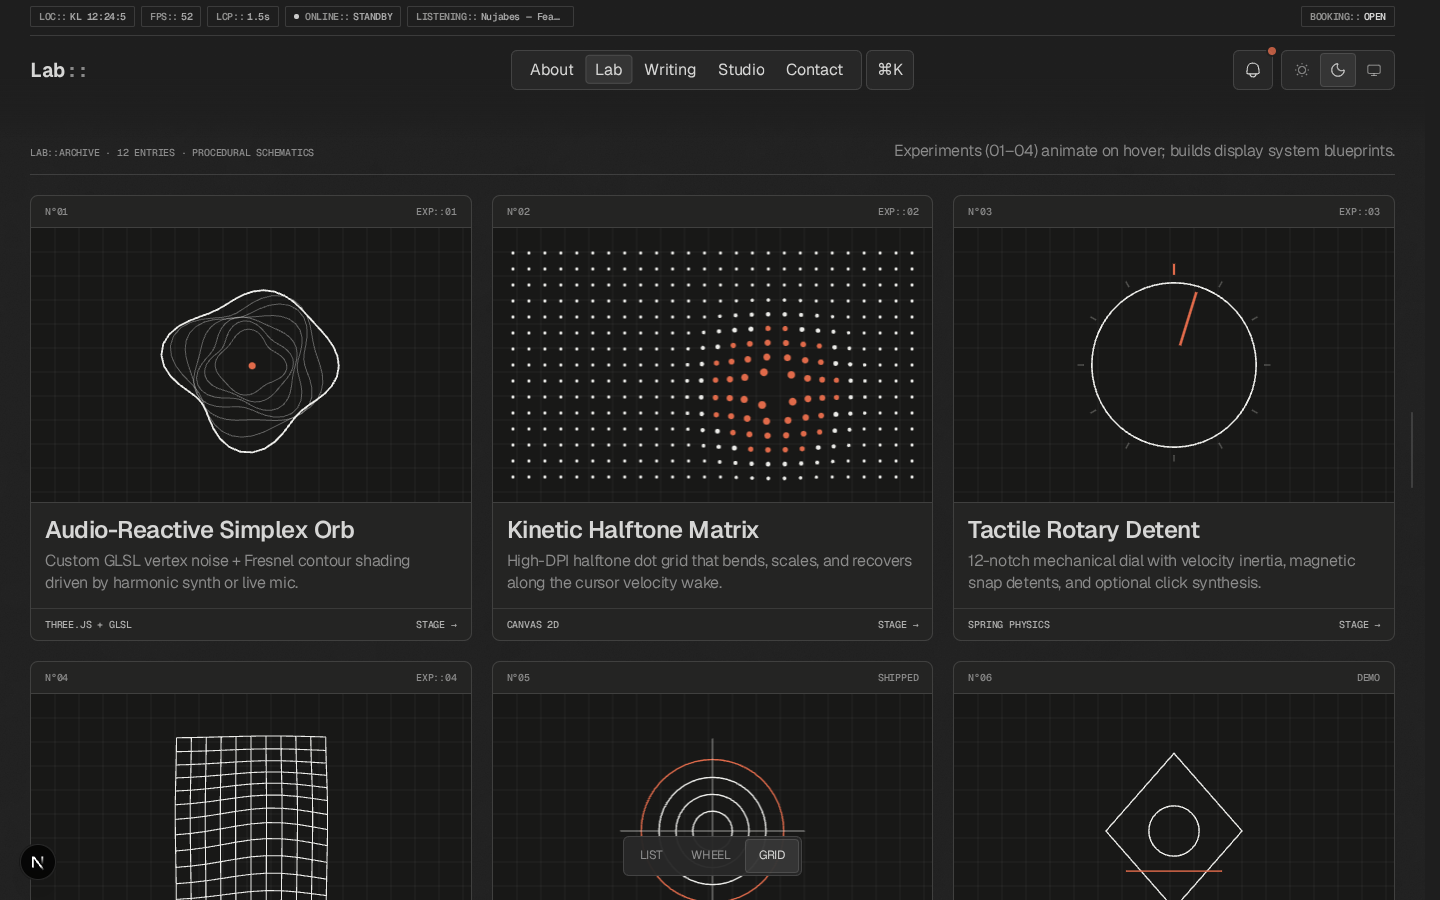 LOC:: KL 12:24:5
FPS:: 52
LCP:: 1.5s
ONLINE:: STANDBY
LISTENING:: Nujabes — Fea…
BOOKING:: OPEN
Lab::
About
Lab
Writing
Studio
Contact
⌘K
LAB::ARCHIVE · 12 ENTRIES · PROCEDURAL SCHEMATICS
Experiments (01–04) animate on hover; builds display system blueprints.
N°01
EXP::01
Audio-Reactive Simplex Orb
Custom GLSL vertex noise + Fresnel contour shading
driven by harmonic synth or live mic.
THREE.JS + GLSL
STAGE →
N°02
EXP::02
Kinetic Halftone Matrix
High-DPI halftone dot grid that bends, scales, and recovers
along the cursor velocity wake.
CANVAS 2D
STAGE →
N°03
EXP::03
Tactile Rotary Detent
12-notch mechanical dial with velocity inertia, magnetic
snap detents, and optional click synthesis.
SPRING PHYSICS
STAGE →
N°04
EXP::04
N°05
SHIPPED
N°06
DEMO
LIST
WHEEL
GRID
N